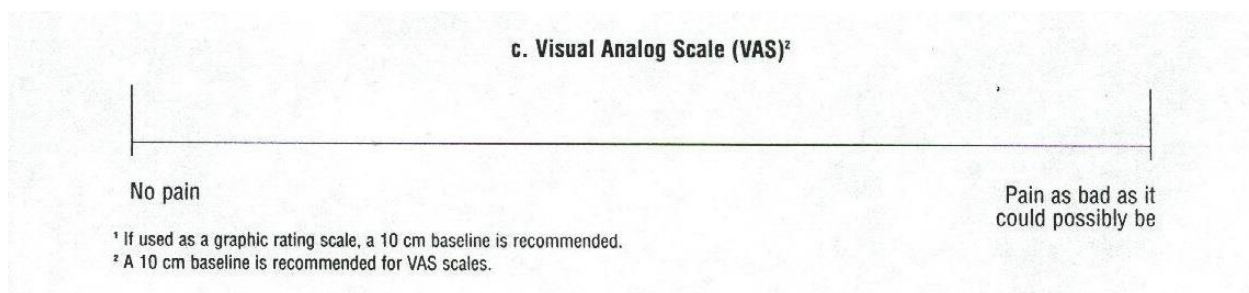 c. Visual Analog Scale (VAS)²
No pain
Pain as bad as it
could possibly be
¹ If used as a graphic rating scale, a 10 cm baseline is recommended.
² A 10 cm baseline is recommended for VAS scales.